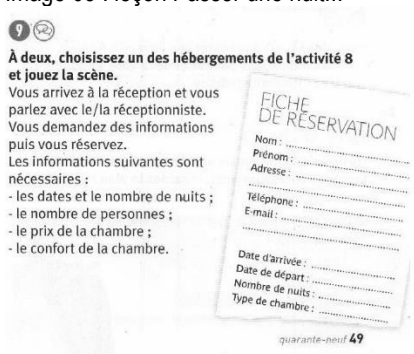 9
À deux, choisissez un des hébergements de l'activité 8
et jouez la scène.
Vous arrivez à la réception et vous
parlez avec le/la réceptionniste.
Vous demandez des informations
puis vous réservez.
Les informations suivantes sont
nécessaires :
- les dates et le nombre de nuits ;
- le nombre de personnes ;
- le prix de la chambre ;
- le confort de la chambre.
FICHE
DE RÉSERVATION
Nom :
Prénom :
Adresse :
Téléphone :
E-mail :
Date d'arrivée :
Date de départ :
Nombre de nuits :
Type de chambre :
quarante-neuf 49